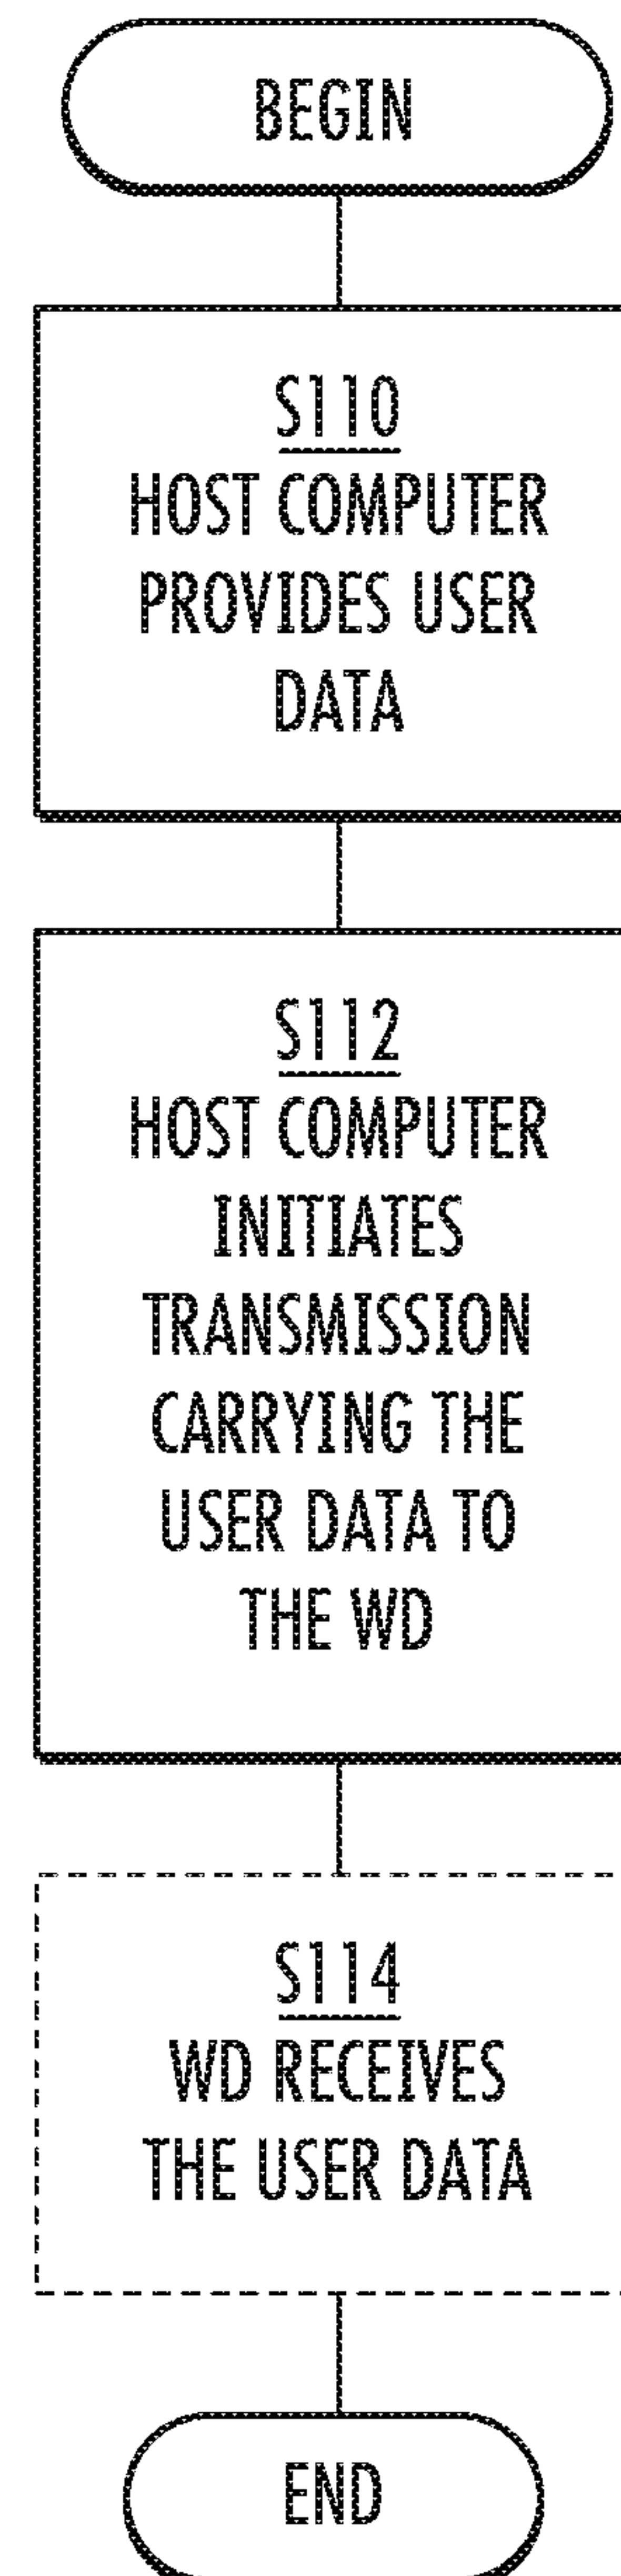 BEGIN
S110
HOST COMPUTER
PROVIDES USER
DATA
S112
HOST COMPUTER
INITIATES
TRANSMISSION
CARRYING THE
USER DATA TO
THE WD
S114
WD RECEIVES
THE USER DATA
END